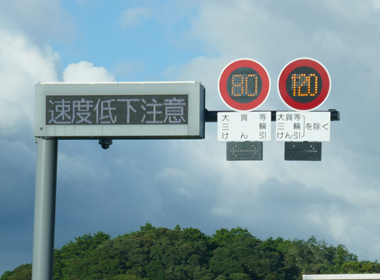 速度低下注意
80
120
大貨等
三輪
けん引
大貨等
三輪
けん引
を除く